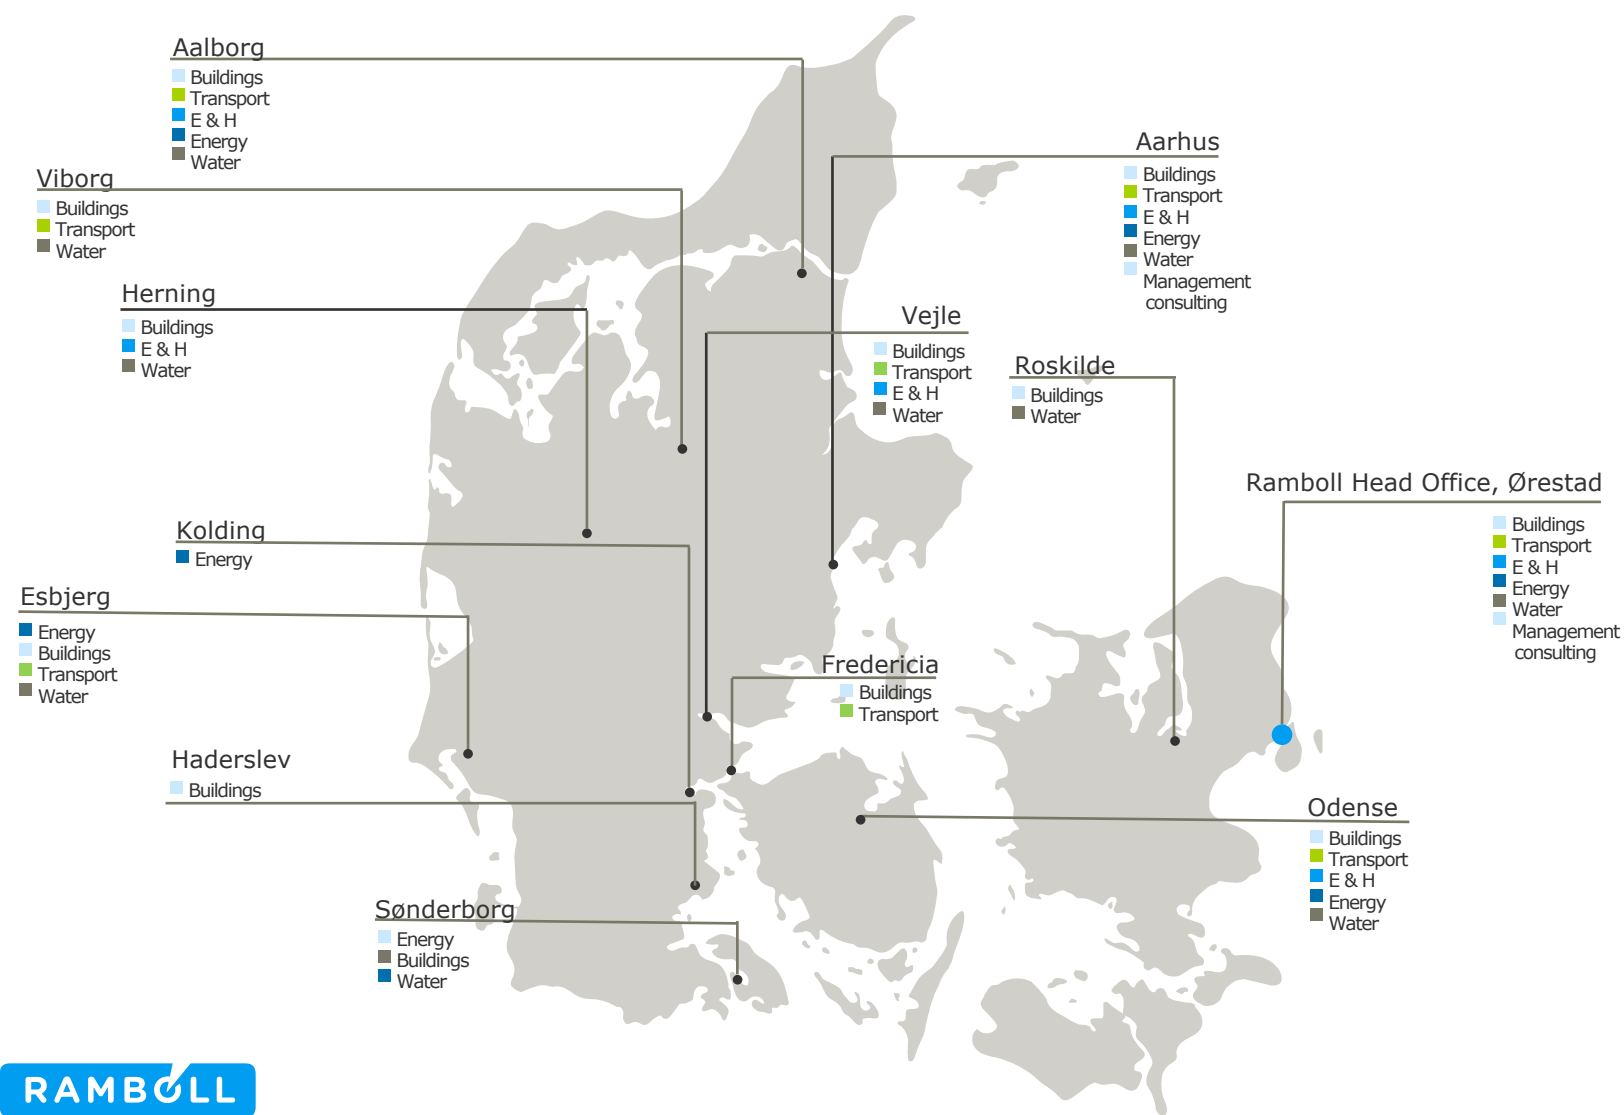 Aalborg
Buildings
Transport
E & H
Energy
Water
Viborg
Buildings
Transport
Water
Herning
Buildings
E & H
Water
Kolding
Energy
Esbjerg
Energy
Buildings
Transport
Water
Haderslev
Buildings
Sønderborg
Energy
Buildings
Water
Aarhus
Buildings
Transport
E & H
Energy
Water
Management
consulting
Vejle
Buildings
Transport
E & H
Water
Roskilde
Buildings
Water
Ramboll Head Office, Ørestad
Buildings
Transport
E & H
Energy
Water
Management
consulting
Fredericia
Buildings
Transport
Odense
Buildings
Transport
E & H
Energy
Water
RAMBOLL